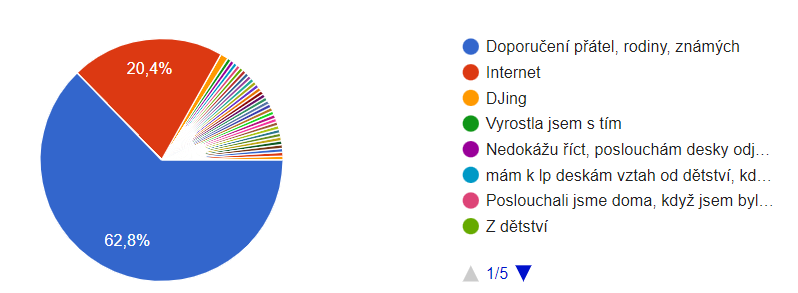 20,4%
62,8%
Doporučení přátel, rodiny, známých
Internet
DJing
Vyrostla jsem s tím
Nedokážu říct, poslouchám desky odj…
mám k lp deskám vztah od dětství, kd…
Poslouchali jsme doma, když jsem byl…
Z dětství
1/5